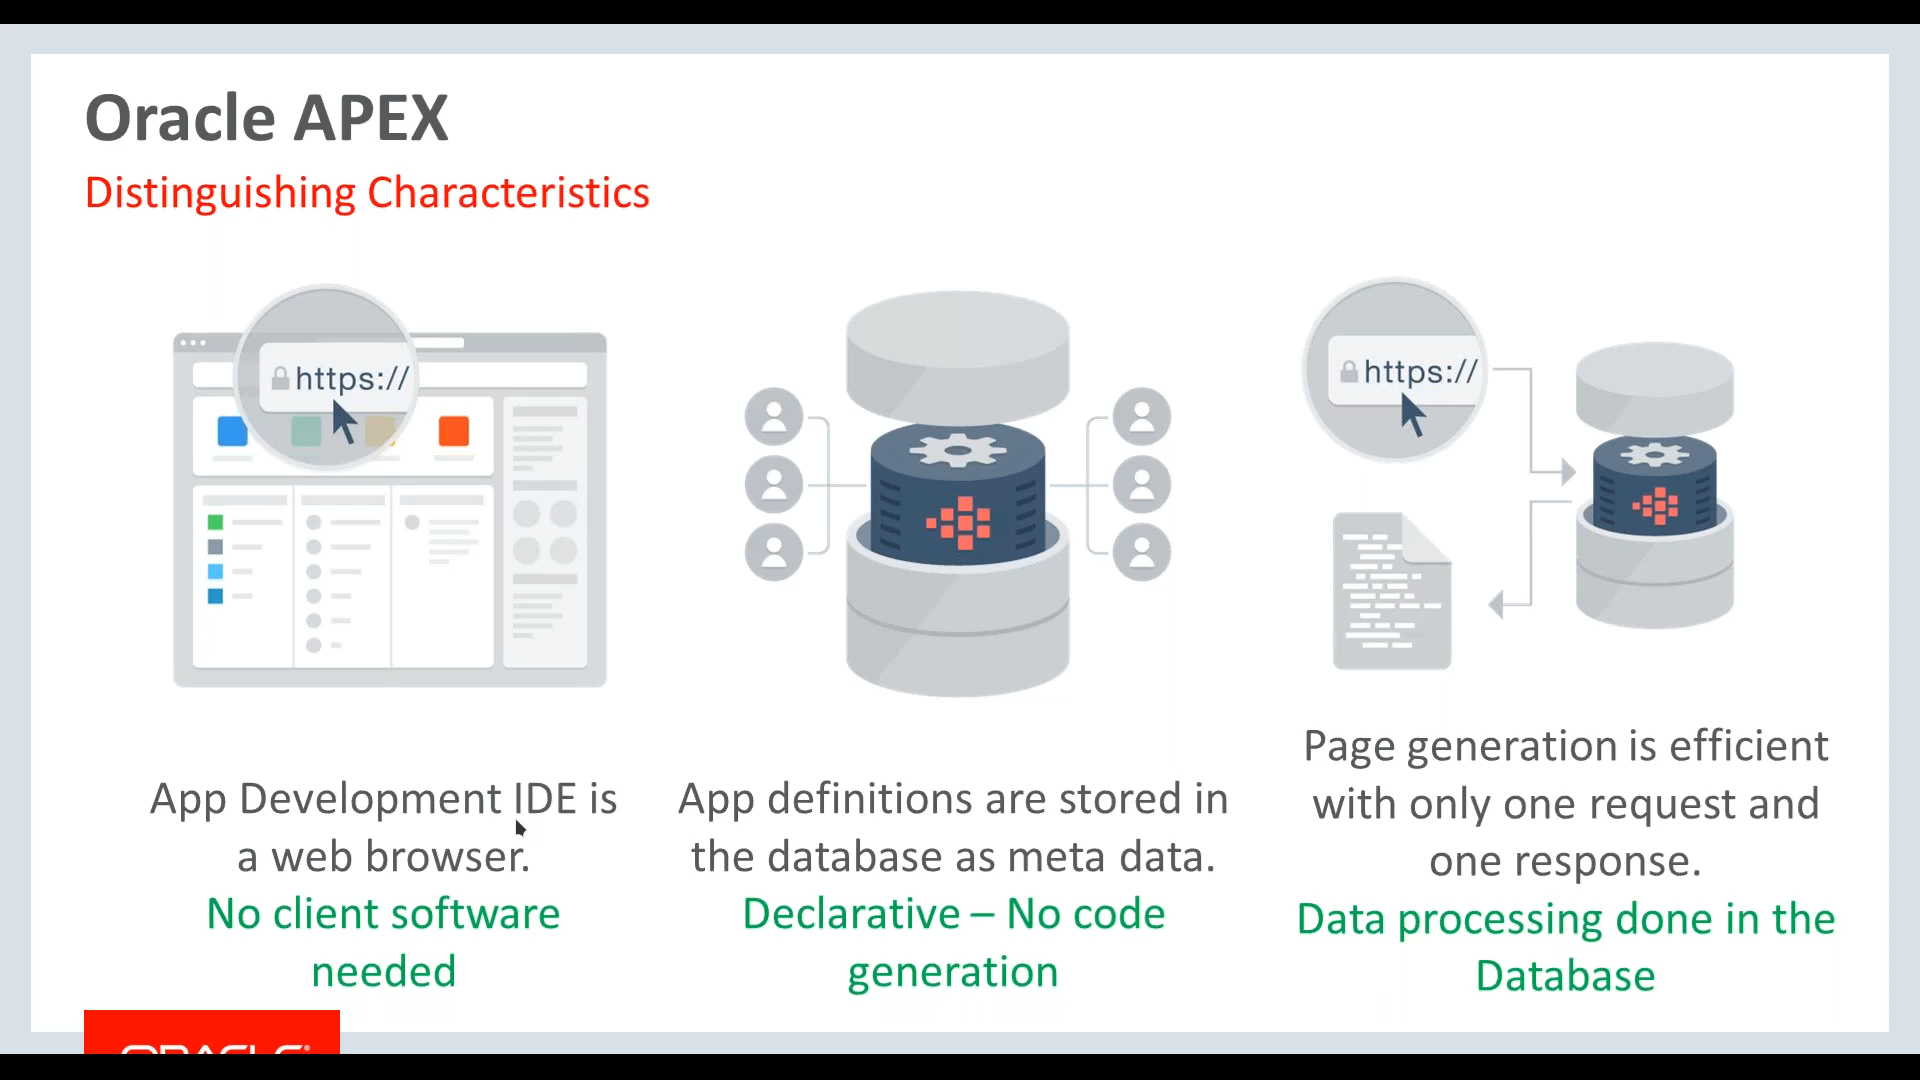 Oracle APEX
Distinguishing Characteristics
https://
https://
App Development IDE is
a web browser.
No client software
needed
App definitions are stored in
the database as meta data.
Declarative – No code
generation
Page generation is efficient
with only one request and
one response.
Data processing done in the
Database
ORACLE®